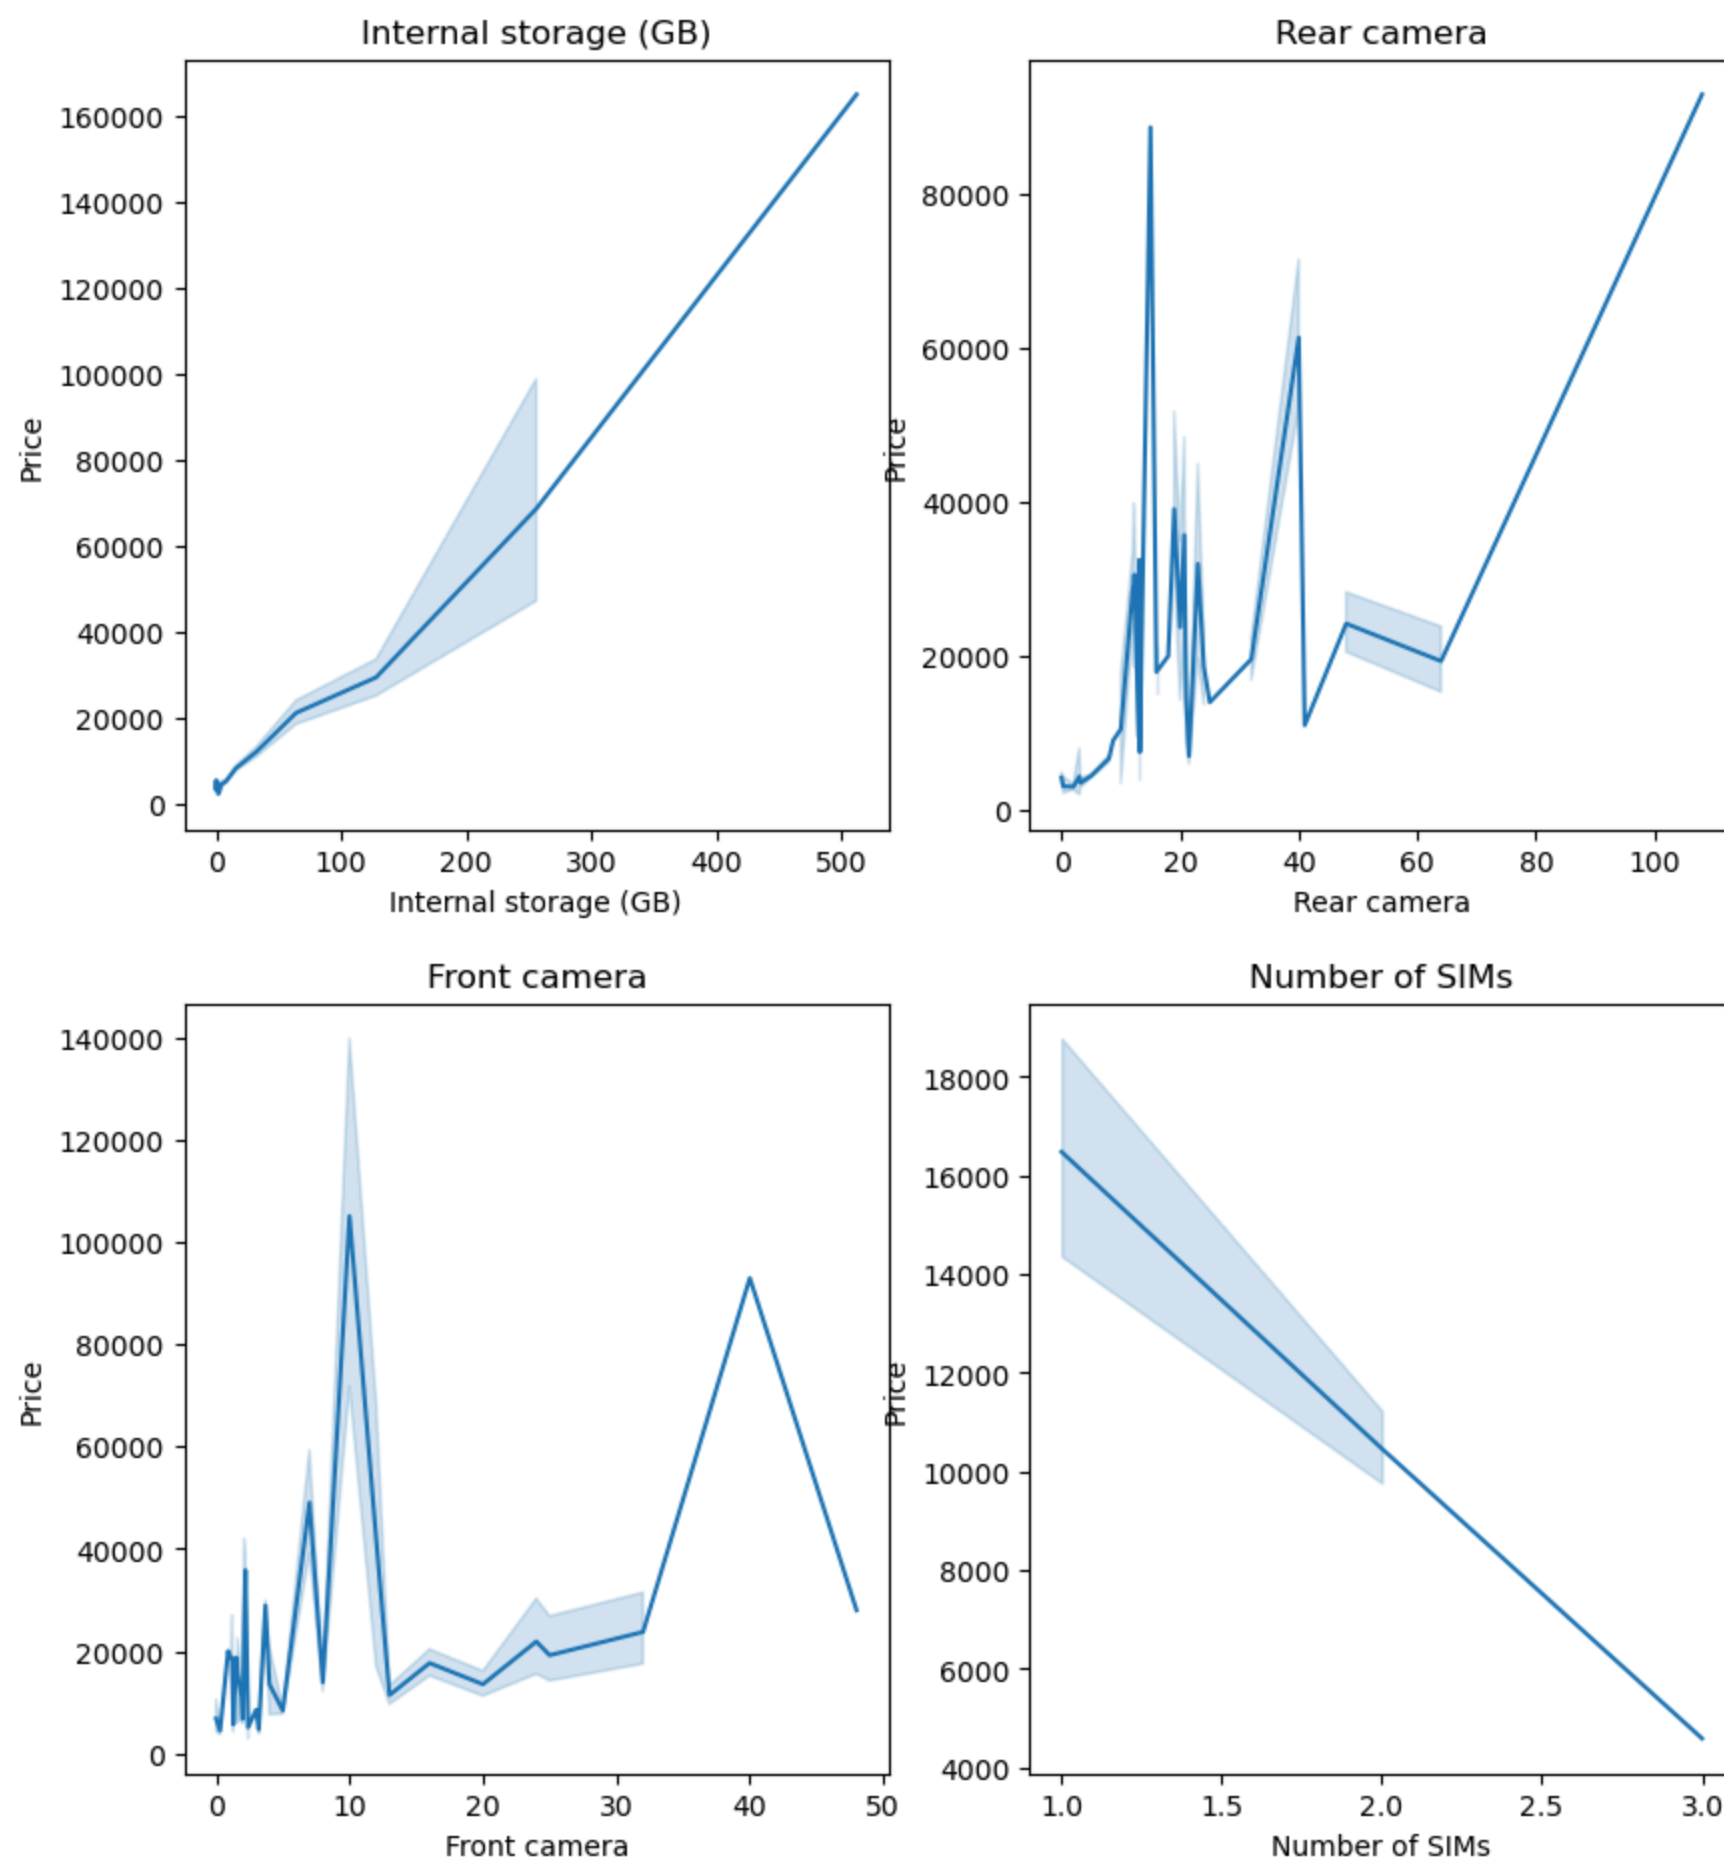 Internal storage (GB)
160000
140000
120000
100000
80000
60000
40000
20000
0
Price
0 100 200 300 400 500
Internal storage (GB)
Rear camera
80000
60000
40000
20000
0
Price
0 20 40 60 80 100
Rear camera
Front camera
140000
120000
100000
80000
60000
40000
20000
0
Price
0 10 20 30 40 50
Front camera
Number of SIMs
18000
16000
14000
12000
10000
8000
6000
4000
Price
1.0 1.5 2.0 2.5 3.0
Number of SIMs